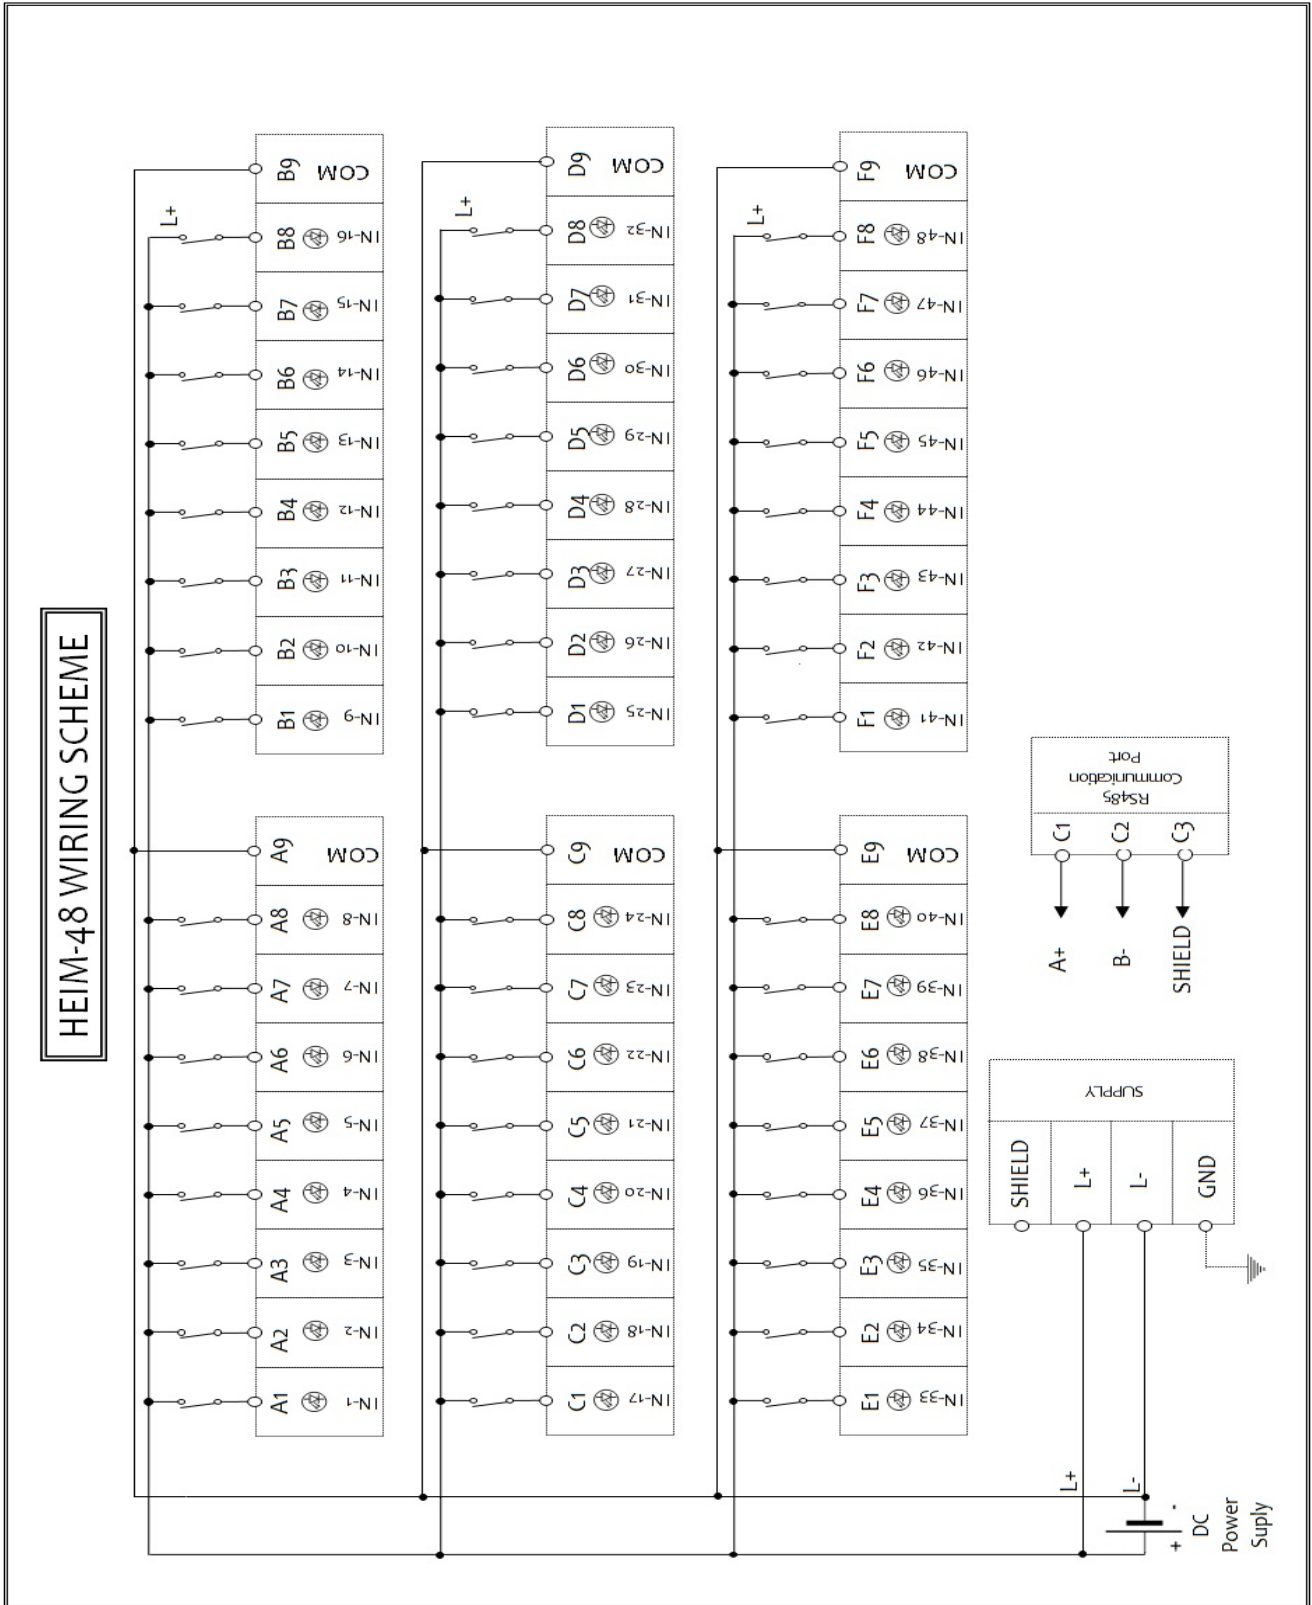 HEIM-48 WIRING SCHEME
A1 IN-1
A2 IN-2
A3 IN-3
A4 IN-4
A5 IN-5
A6 IN-6
A7 IN-7
A8 IN-8
A9 COM
B1 IN-9
B2 IN-10
B3 IN-11
B4 IN-12
B5 IN-13
B6 IN-14
B7 IN-15
B8 IN-16
B9 COM
L+
C1 IN-17
C2 IN-18
C3 IN-19
C4 IN-20
C5 IN-21
C6 IN-22
C7 IN-23
C8 IN-24
C9 COM
D1 IN-25
D2 IN-26
D3 IN-27
D4 IN-28
D5 IN-29
D6 IN-30
D7 IN-31
D8 IN-32
D9 COM
L+
E1 IN-33
E2 IN-34
E3 IN-35
E4 IN-36
E5 IN-37
E6 IN-38
E7 IN-39
E8 IN-40
E9 COM
F1 IN-41
F2 IN-42
F3 IN-43
F4 IN-44
F5 IN-45
F6 IN-46
F7 IN-47
F8 IN-48
F9 COM
L+
SUPPLY
SHIELD
L+
L-
GND
RS485
Communication
Port
C1
C2
C3
A+
B-
SHIELD
L+
L-
+ -
DC
Power
Suply